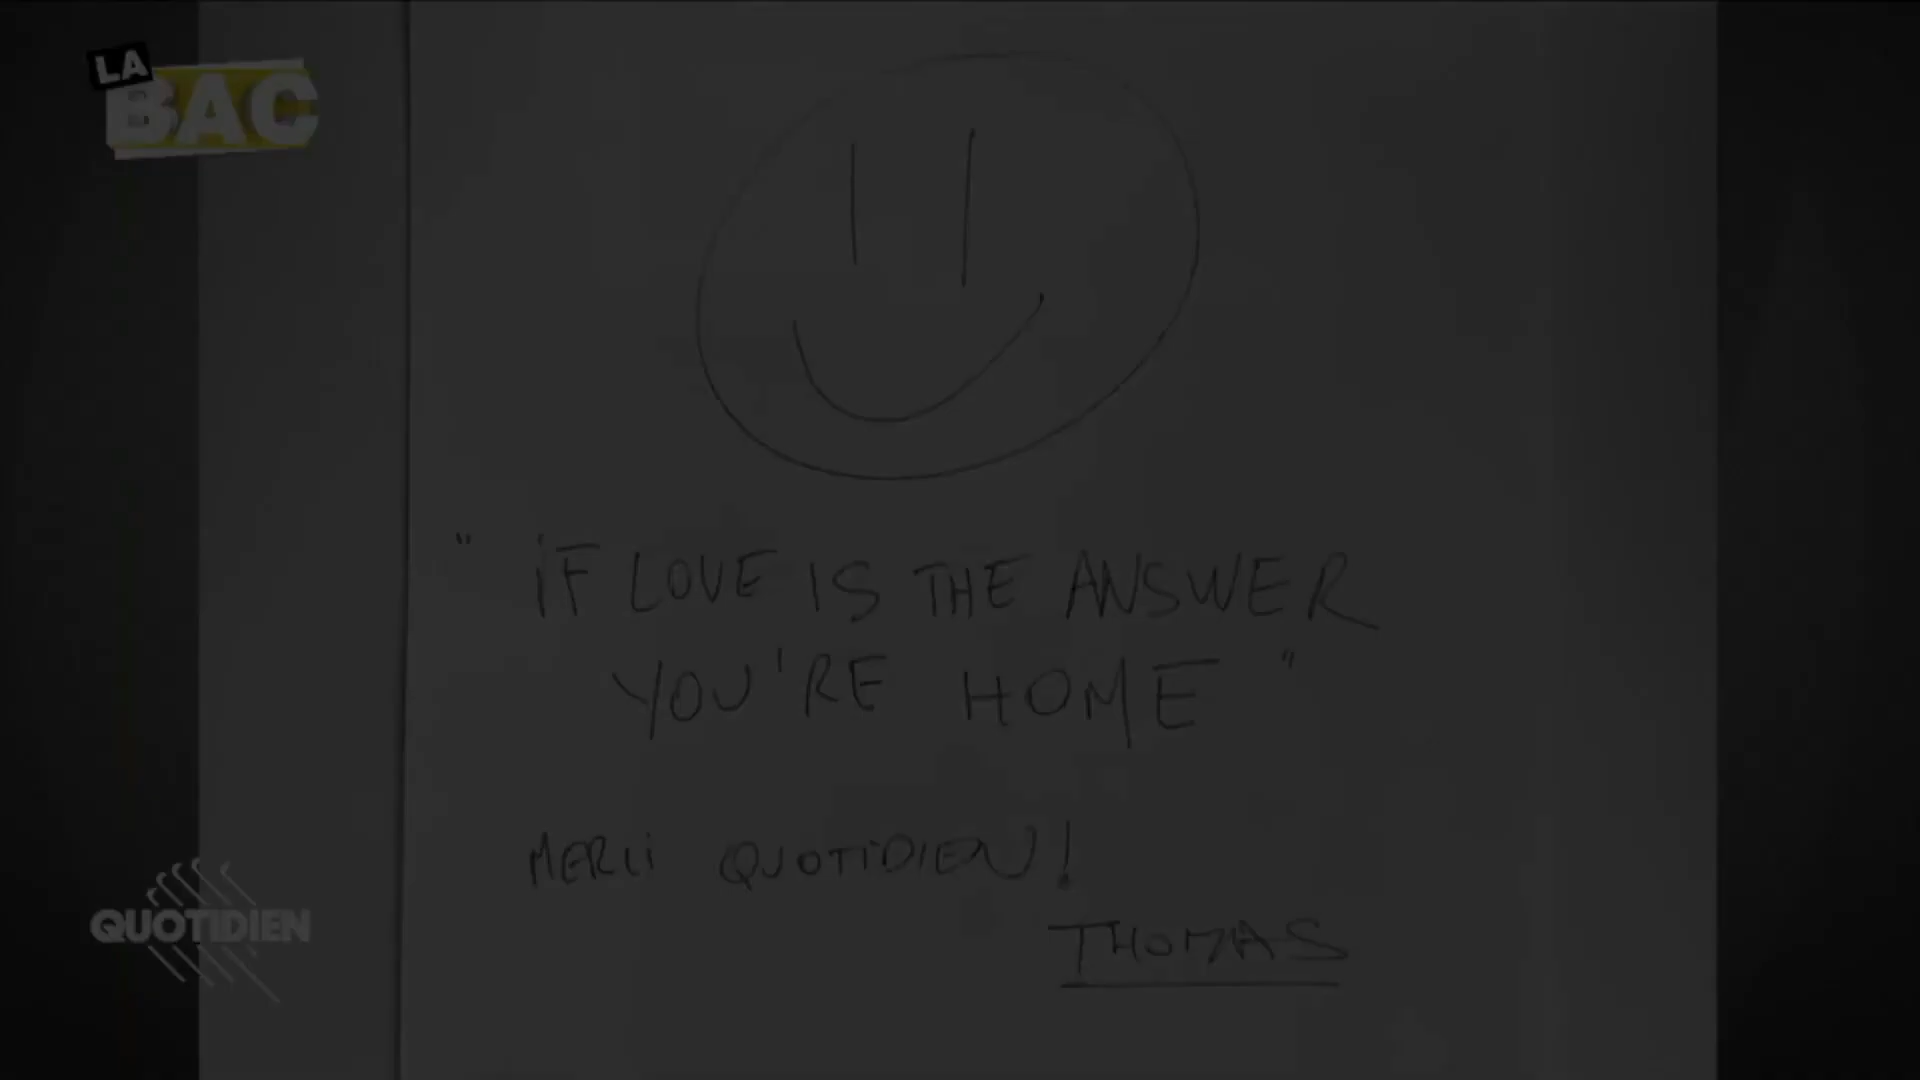 LA
BAC
" iF LOVE IS THE ANSWER
YOU'RE HOME "
MERCi QUOTiDIEN !
THOMAS
QUOTIDIEN